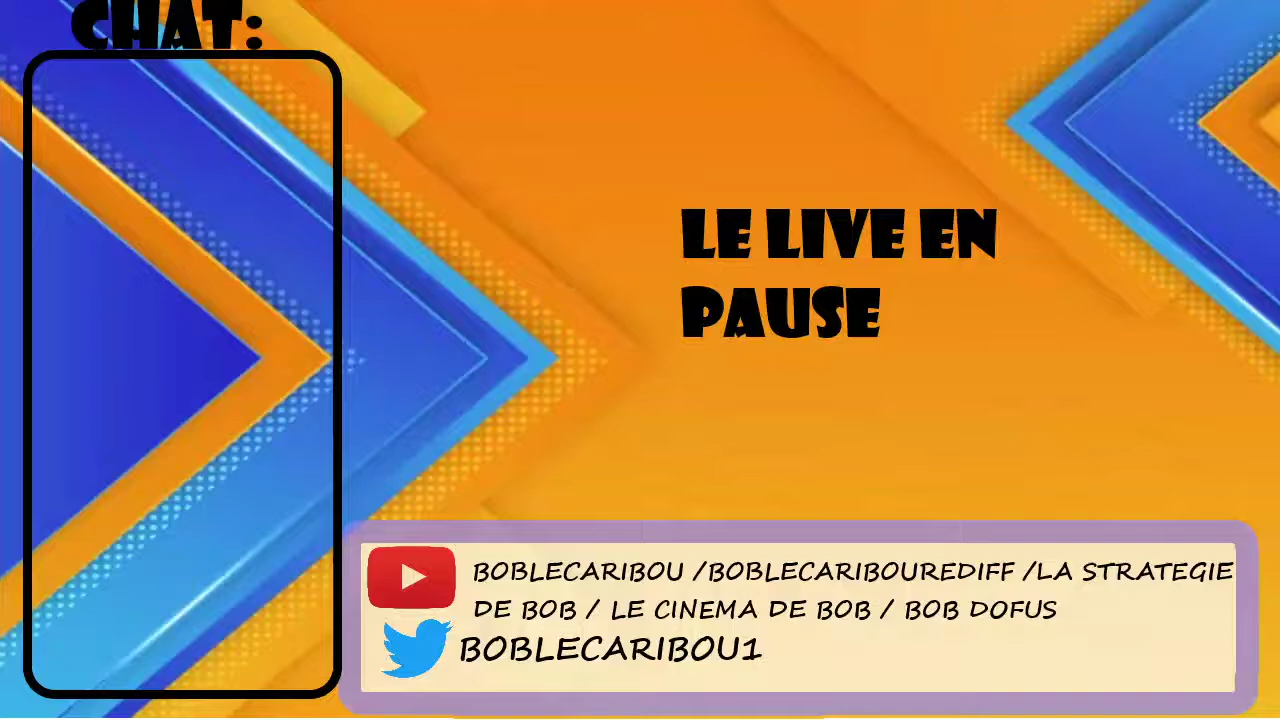 CHAT:
LE LIVE EN
PAUSE
BOBLECARIBOU /BOBLECARIBOUREDIFF /LA STRATEGIE
DE BOB / LE CINEMA DE BOB / BOB DOFUS
BOBLECARIBOU1